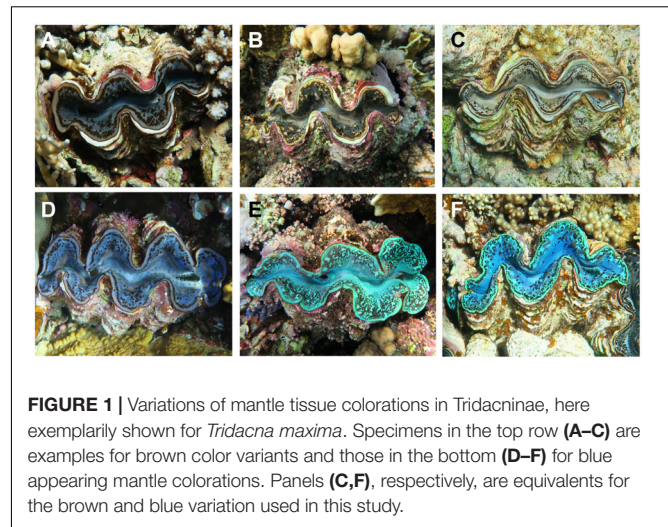 A
B
C
D
E
F
FIGURE 1 | Variations of mantle tissue colorations in Tridacninae, here
exemplarily shown for Tridacna maxima. Specimens in the top row (A–C) are
examples for brown color variants and those in the bottom (D–F) for blue
appearing mantle colorations. Panels (C,F), respectively, are equivalents for
the brown and blue variation used in this study.